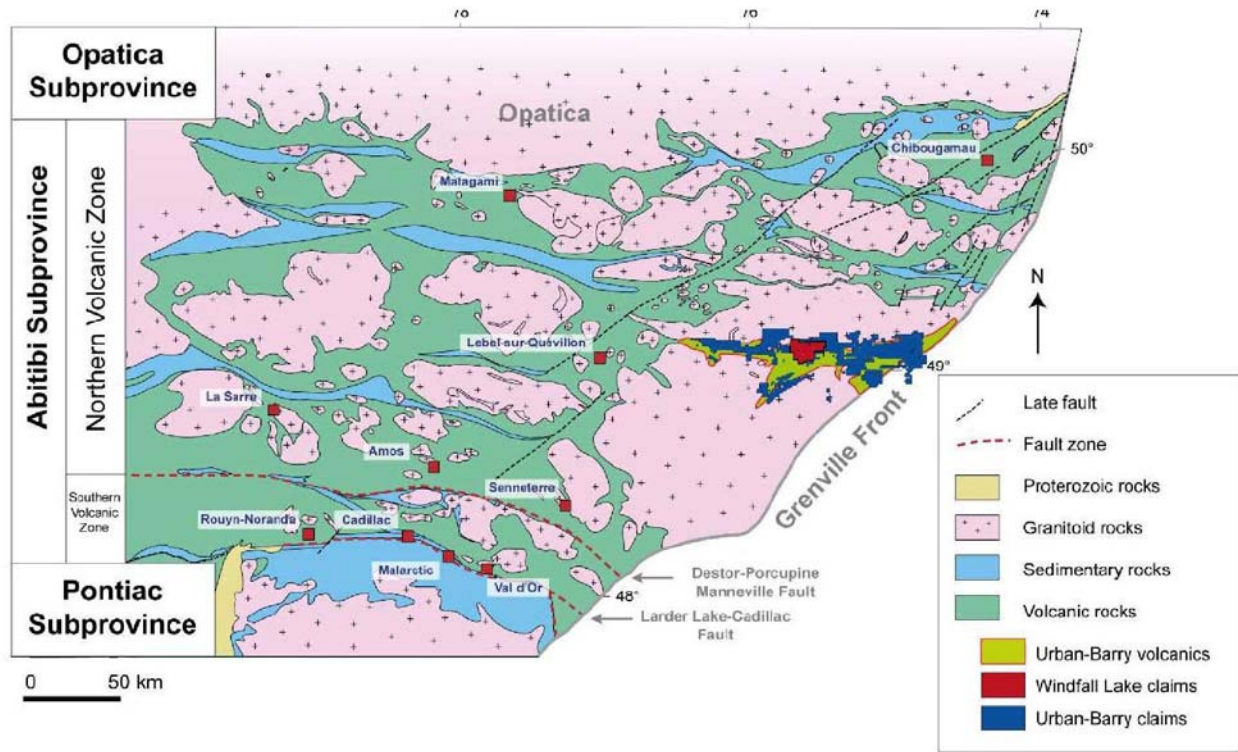 78
76
74
Opatica
Subprovince
Opatica
Chibougamau
50°
Matagami
Abitibi Subprovince
Northern Volcanic Zone
N
Lebel-sur-Quévillon
49°
La Sarre
Grenville Front
Amos
Senneterre
Southern
Volcanic
Zone
Rouyn-Noranda
Cadillac
Malartic
Val d'Or
Destor-Porcupine
Manneville Fault
48°
Larder Lake-Cadillac
Fault
Pontiac
Subprovince
0 50 km
Late fault
Fault zone
Proterozoic rocks
Granitoid rocks
Sedimentary rocks
Volcanic rocks
Urban-Barry volcanics
Windfall Lake claims
Urban-Barry claims